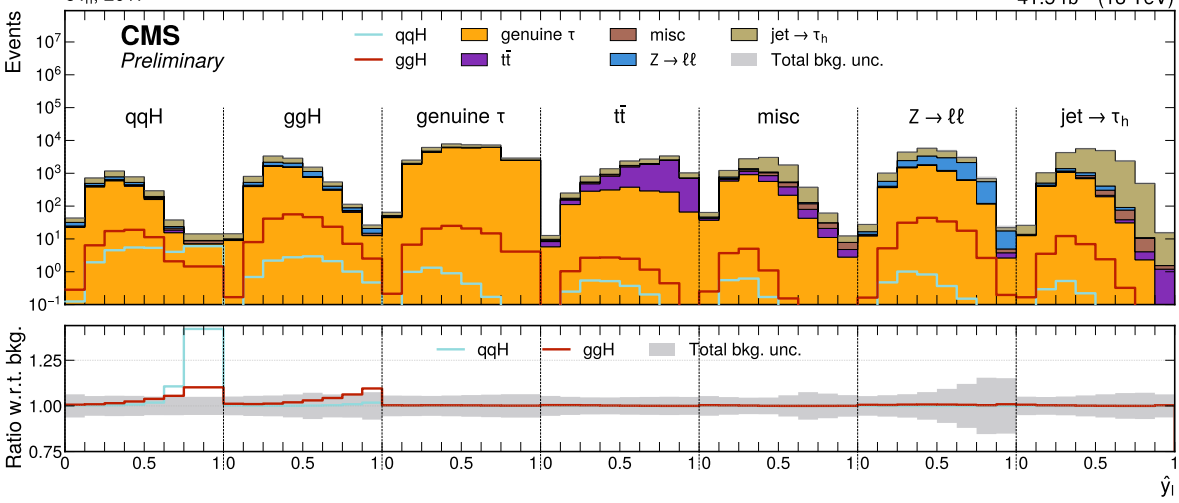 CMS
Preliminary
qqH
ggH
genuine τ
tt̄
misc
Z → ℓℓ
jet → τₕ
Total bkg. unc.
Events
10⁷
10⁶
10⁵
10⁴
10³
10²
10¹
10⁰
10⁻¹
qqH ggH genuine τ tt̄ misc Z → ℓℓ jet → τₕ
qqH ggH Total bkg. unc.
Ratio w.r.t. bkg.
1.25
1.00
0.75
0 0.5 1 0 0.5 1 0 0.5 1 0 0.5 1 0 0.5 1 0 0.5 1 0 0.5 1
ŷₗ